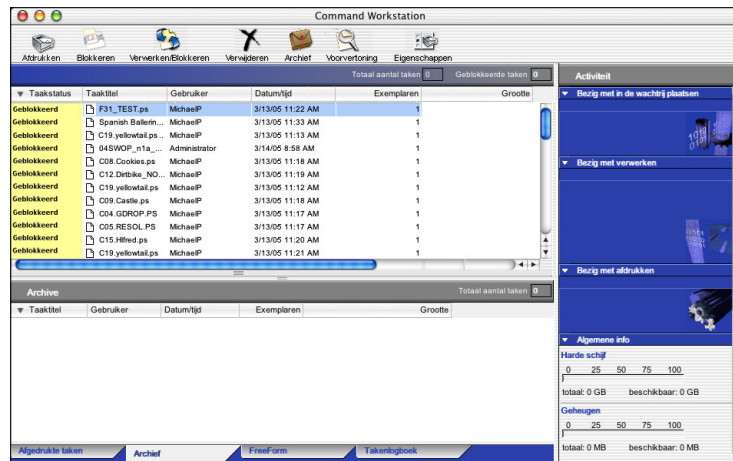 Command Workstation
Afdrukken Blokkeren Verwerken/Blokkeren Verwijderen Archief Voorvertoning Eigenschappen
Totaal aantal taken 0 Geblokkeerde taken 0
Taakstatus Taaktitel Gebruiker Datum/tijd Exemplaren Grootte
Geblokkeerd F31_TEST.ps MichaelP 3/13/05 11:22 AM 1
Geblokkeerd Spanish Ballerin... MichaelP 3/13/05 11:33 AM 1
Geblokkeerd C19.yellowtail.ps... MichaelP 3/13/05 11:13 AM 1
Geblokkeerd 04SWOP_n1a_... Administrator 3/14/05 8:58 AM 1
Geblokkeerd C08.Cookies.ps MichaelP 3/13/05 11:18 AM 1
Geblokkeerd C12.Dirtbike_NO... MichaelP 3/13/05 11:19 AM 1
Geblokkeerd C19.yellowtail.ps MichaelP 3/13/05 11:12 AM 1
Geblokkeerd C09.Castle.ps MichaelP 3/13/05 11:18 AM 1
Geblokkeerd C04.GDROP.PS MichaelP 3/13/05 11:17 AM 1
Geblokkeerd C05.RESOL.PS MichaelP 3/13/05 11:17 AM 1
Geblokkeerd C15.Hlfred.ps MichaelP 3/13/05 11:20 AM 1
Geblokkeerd C19.yellowtail.ps MichaelP 3/13/05 11:21 AM 1
Archive Totaal aantal taken 0
Taaktitel Gebruiker Datum/tijd Exemplaren Grootte
Afgedrukte taken Archief FreeForm Takenlogboek
Activiteit
Bezig met in de wachtrij plaatsen
Bezig met verwerken
Bezig met afdrukken
Algemene info
Harde schijf
0 25 50 75 100
totaal: 0 GB beschikbaar: 0 GB
Geheugen
0 25 50 75 100
totaal: 0 MB beschikbaar: 0 MB